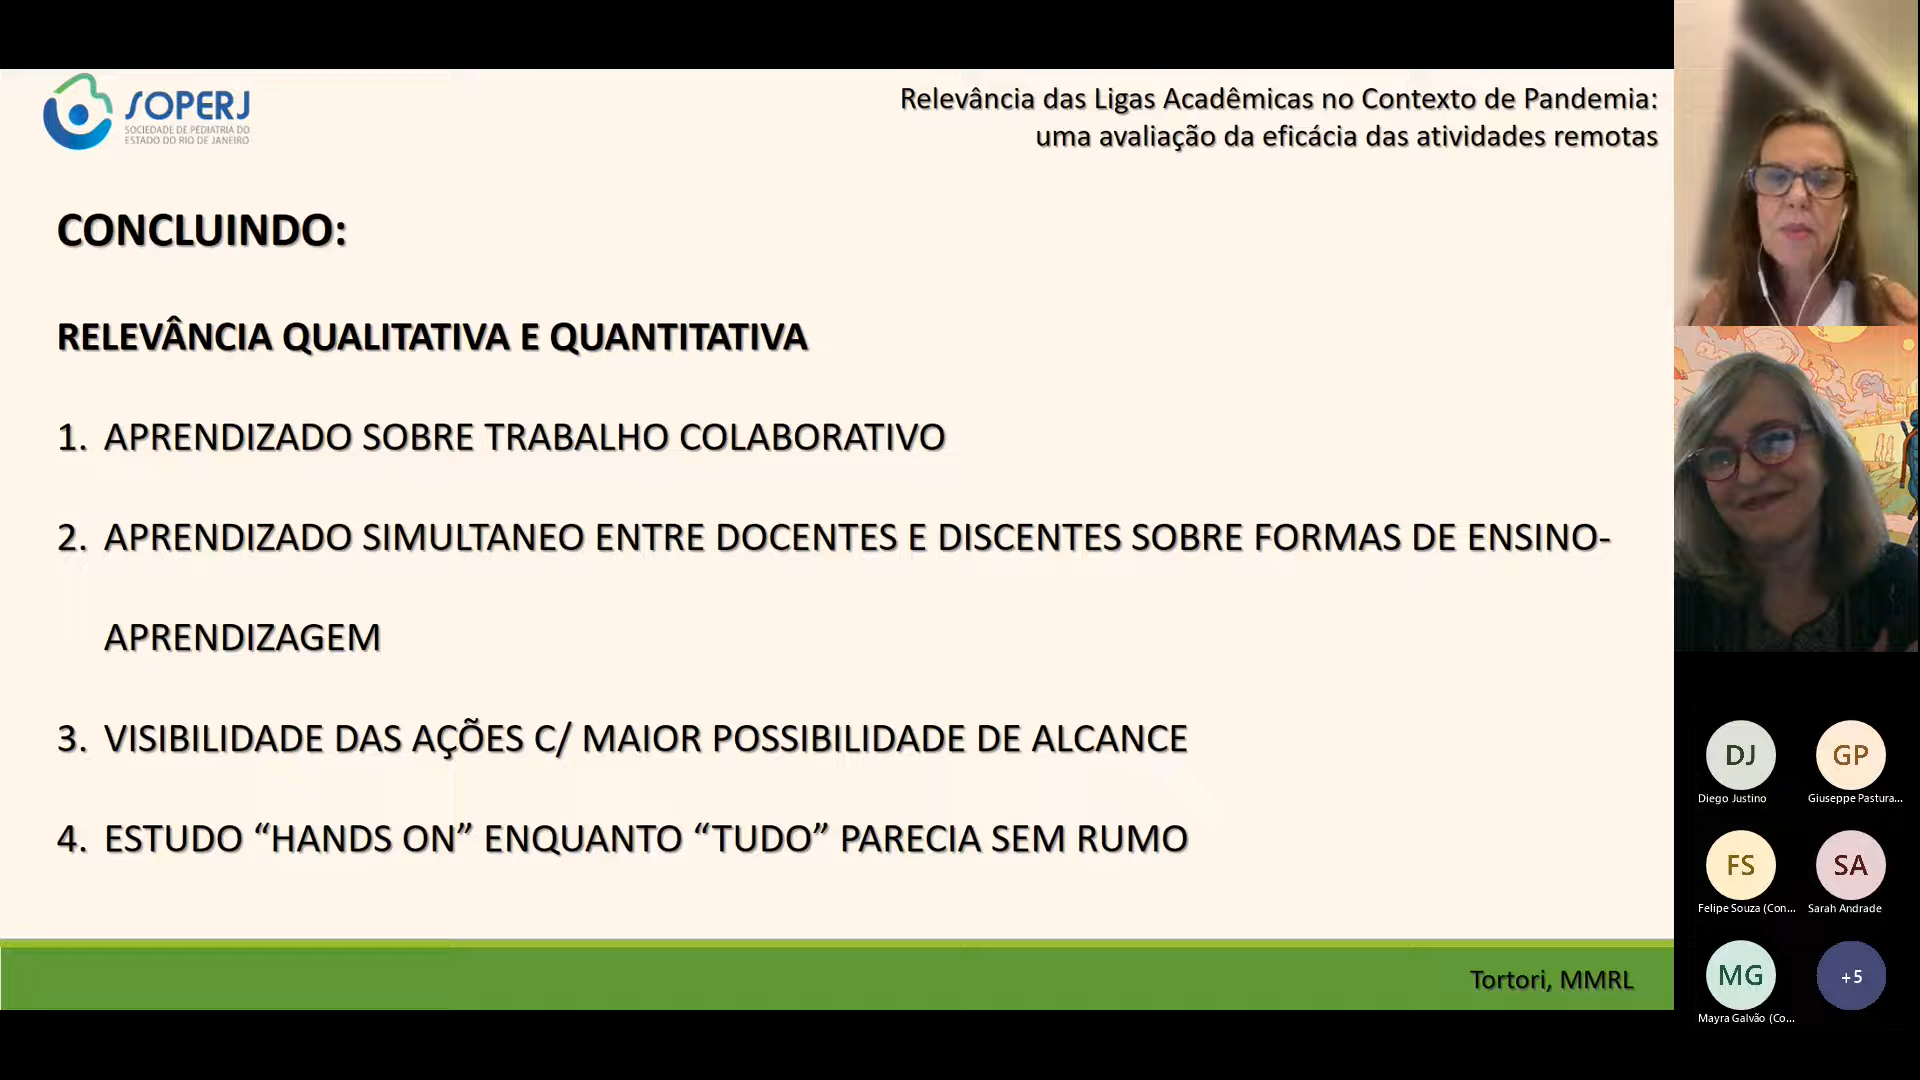 SOPERJ
SOCIEDADE DE PEDIATRIA DO
ESTADO DO RIO DE JANEIRO
Relevância das Ligas Acadêmicas no Contexto de Pandemia:
uma avaliação da eficácia das atividades remotas
CONCLUINDO:
RELEVÂNCIA QUALITATIVA E QUANTITATIVA
1. APRENDIZADO SOBRE TRABALHO COLABORATIVO
2. APRENDIZADO SIMULTANEO ENTRE DOCENTES E DISCENTES SOBRE FORMAS DE ENSINO-
APRENDIZAGEM
3. VISIBILIDADE DAS AÇÕES C/ MAIOR POSSIBILIDADE DE ALCANCE
4. ESTUDO “HANDS ON” ENQUANTO “TUDO” PARECIA SEM RUMO
Tortori, MMRL
DJ
Diego Justino
GP
Giuseppe Pastura...
FS
Felipe Souza (Con...
SA
Sarah Andrade
MG
Mayra Galvão (Co...
+5